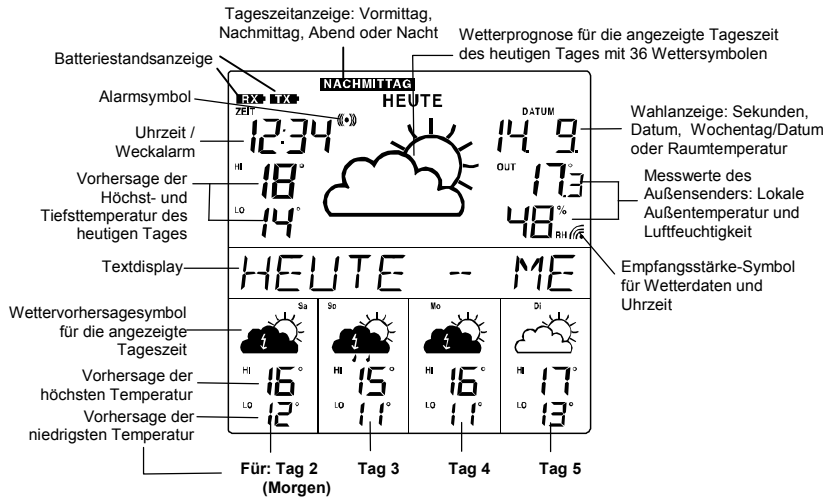 Tageszeitanzeige: Vormittag,
Nachmittag, Abend oder Nacht
Wetterprognose für die angezeigte Tageszeit
des heutigen Tages mit 36 Wettersymbolen
Batteriestandsanzeige
Alarmsymbol
Uhrzeit /
Weckalarm
Vorhersage der
Höchst- und
Tiefsttemperatur des
heutigen Tages
Textdisplay
Wettervorhersagesymbol
für die angezeigte
Tageszeit
Vorhersage der
höchsten Temperatur
Vorhersage der
niedrigsten Temperatur
NACHMITTAG
HEUTE
RX TX
ZEIT
12:34
HI
18°
LO
14°
DATUM
14. 9.
OUT
17.3°
48%
RH
HEUTE - ME
Sa
HI
16°
LO
12°
So
HI
15°
LO
11°
Mo
HI
16°
LO
11°
Di
HI
17°
LO
13°
Wahlanzeige: Sekunden,
Datum, Wochentag/Datum
oder Raumtemperatur
Messwerte des
Außensenders: Lokale
Außentemperatur und
Luftfeuchtigkeit
Empfangsstärke-Symbol
für Wetterdaten und
Uhrzeit
Für: Tag 2
(Morgen)
Tag 3
Tag 4
Tag 5